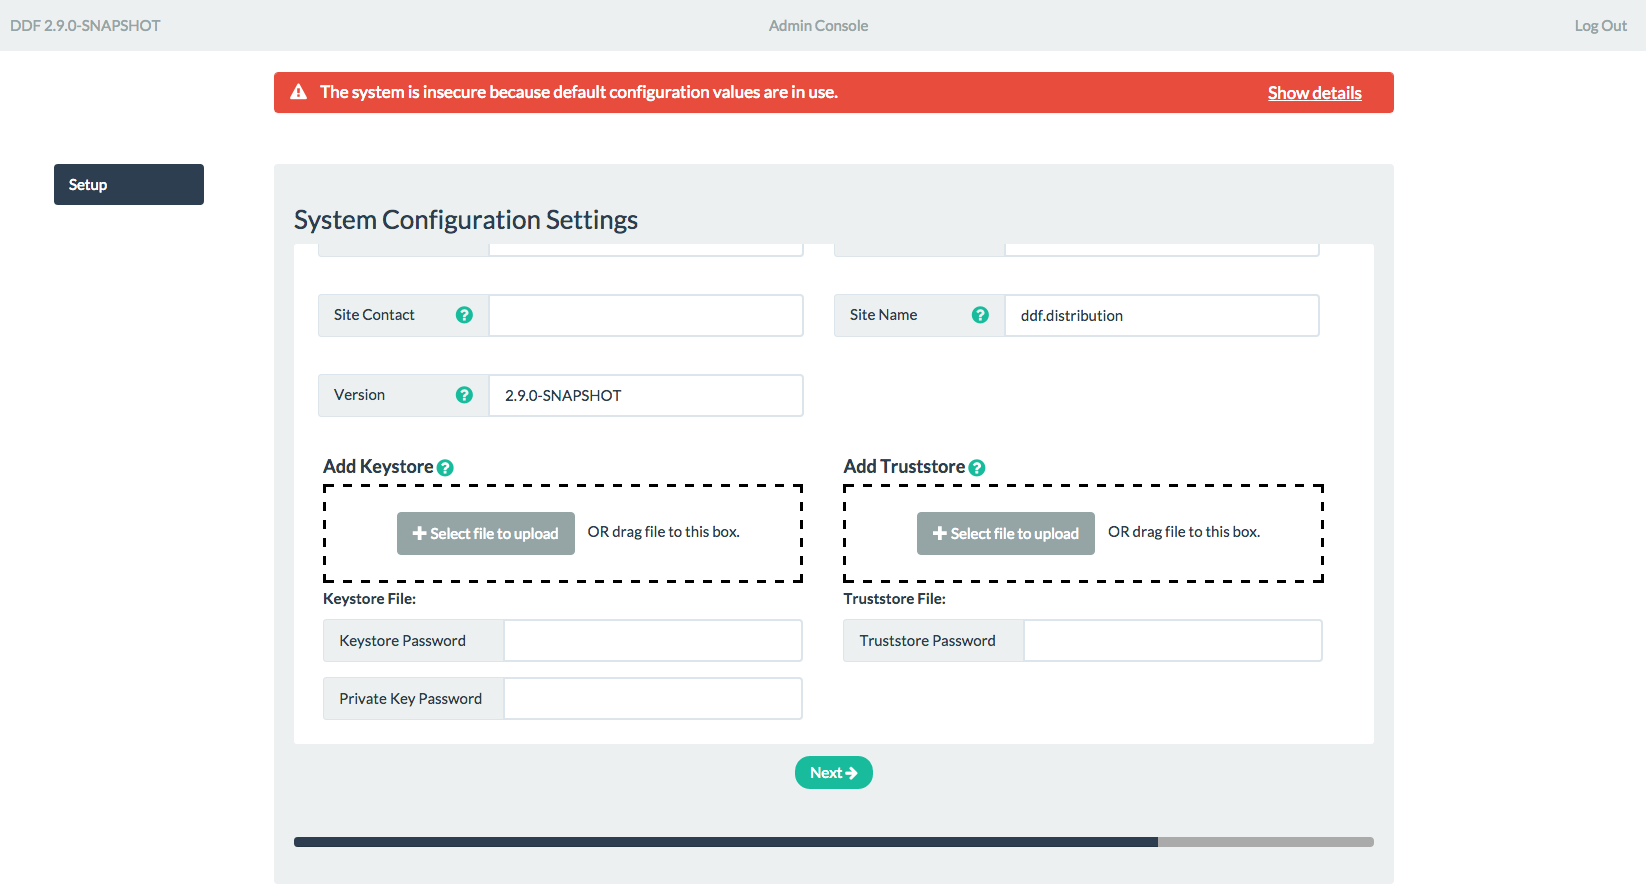 DDF 2.9.0-SNAPSHOT
Admin Console
Log Out
The system is insecure because default configuration values are in use.
Show details
Setup
System Configuration Settings
Site Contact
Site Name
ddf.distribution
Version
2.9.0-SNAPSHOT
Add Keystore
Add Truststore
Select file to upload OR drag file to this box.
Select file to upload OR drag file to this box.
Keystore File:
Truststore File:
Keystore Password
Truststore Password
Private Key Password
Next